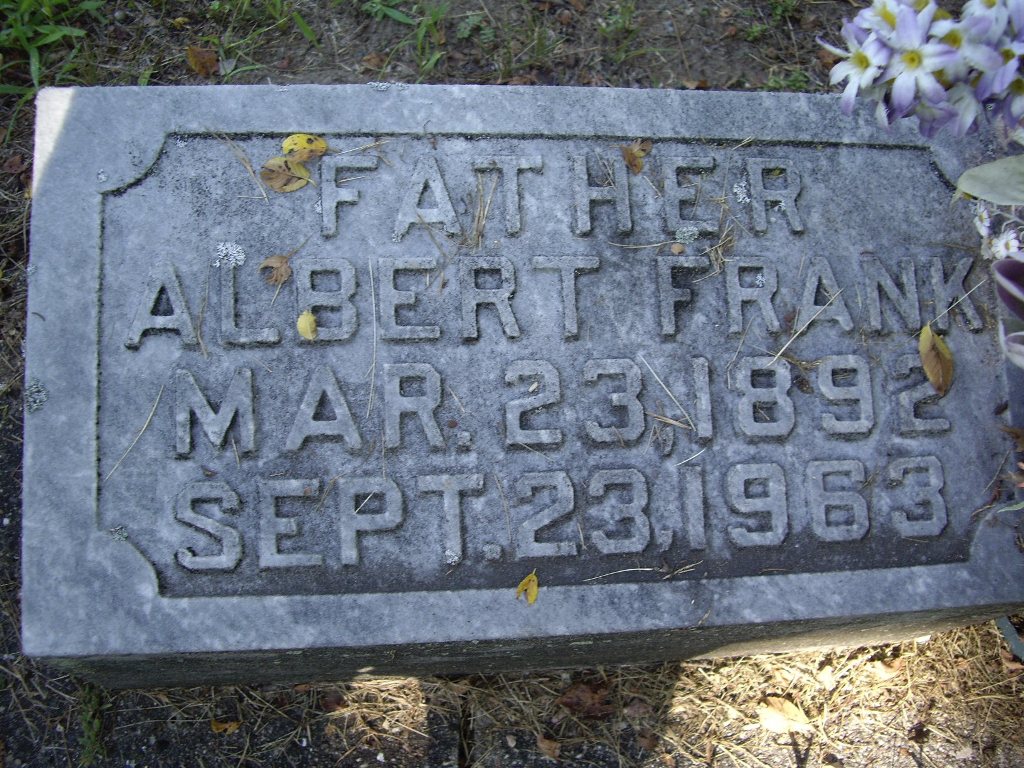 FATHER
ALBERT FRANK
MAR. 23, 1892
SEPT. 23, 1963